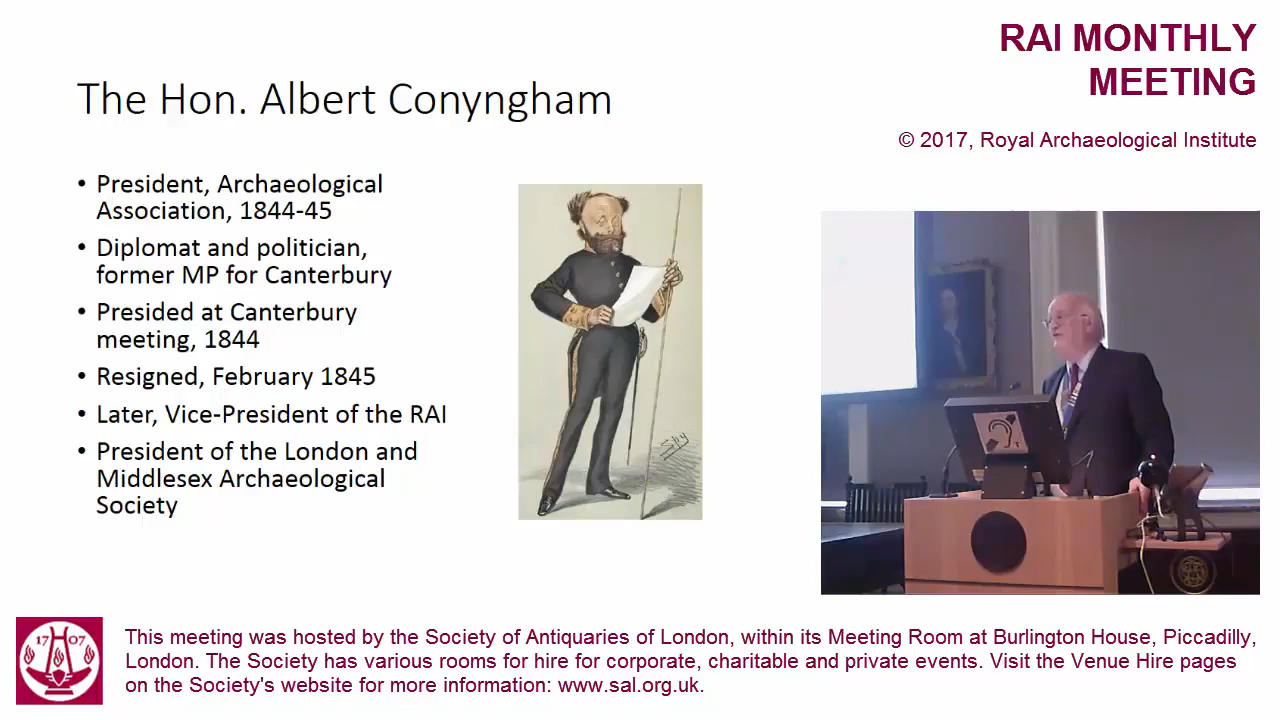 RAI MONTHLY
MEETING
© 2017, Royal Archaeological Institute
The Hon. Albert Conyngham
• President, Archaeological
Association, 1844-45
• Diplomat and politician,
former MP for Canterbury
• Presided at Canterbury
meeting, 1844
• Resigned, February 1845
• Later, Vice-President of the RAI
• President of the London and
Middlesex Archaeological
Society
Spy
T
17 07
This meeting was hosted by the Society of Antiquaries of London, within its Meeting Room at Burlington House, Piccadilly,
London. The Society has various rooms for hire for corporate, charitable and private events. Visit the Venue Hire pages
on the Society's website for more information: www.sal.org.uk.